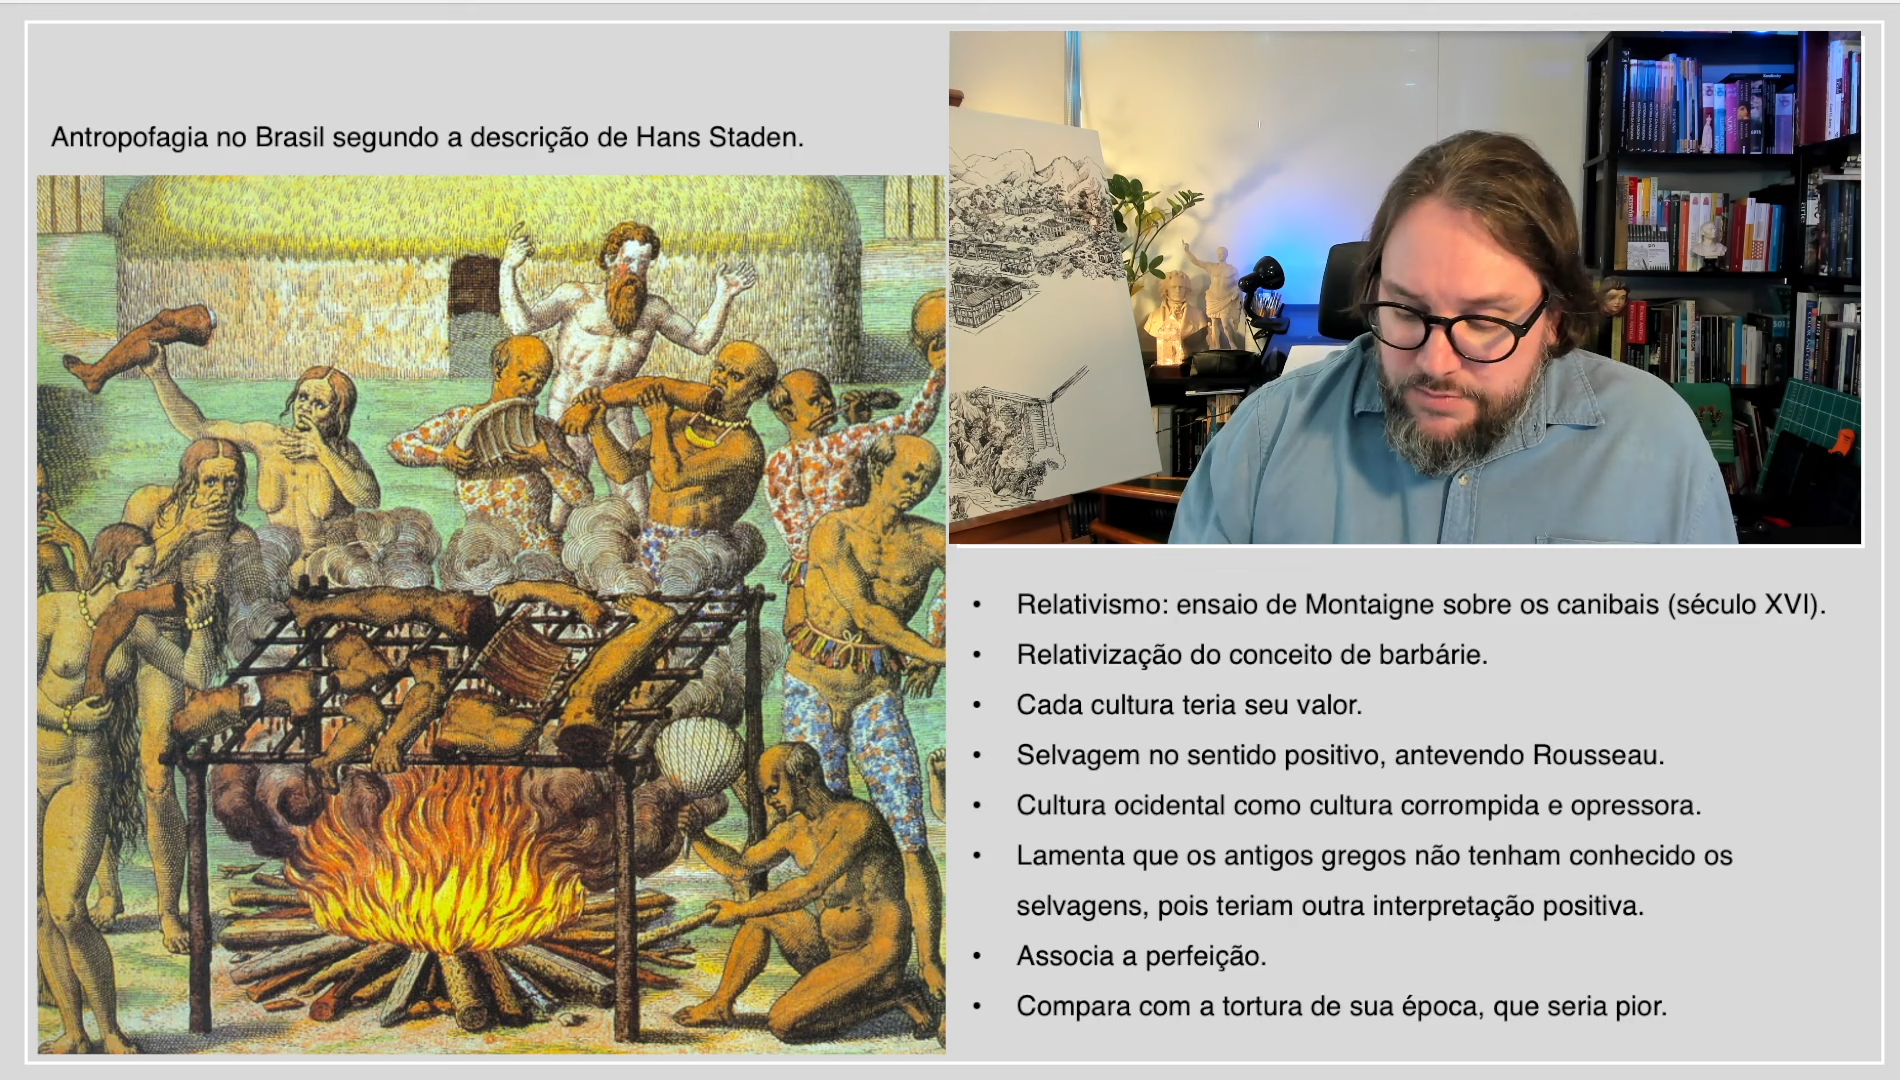 Antropofagia no Brasil segundo a descrição de Hans Staden.
• Relativismo: ensaio de Montaigne sobre os canibais (século XVI).
• Relativização do conceito de barbárie.
• Cada cultura teria seu valor.
• Selvagem no sentido positivo, antevendo Rousseau.
• Cultura ocidental como cultura corrompida e opressora.
• Lamenta que os antigos gregos não tenham conhecido os
selvagens, pois teriam outra interpretação positiva.
• Associa a perfeição.
• Compara com a tortura de sua época, que seria pior.